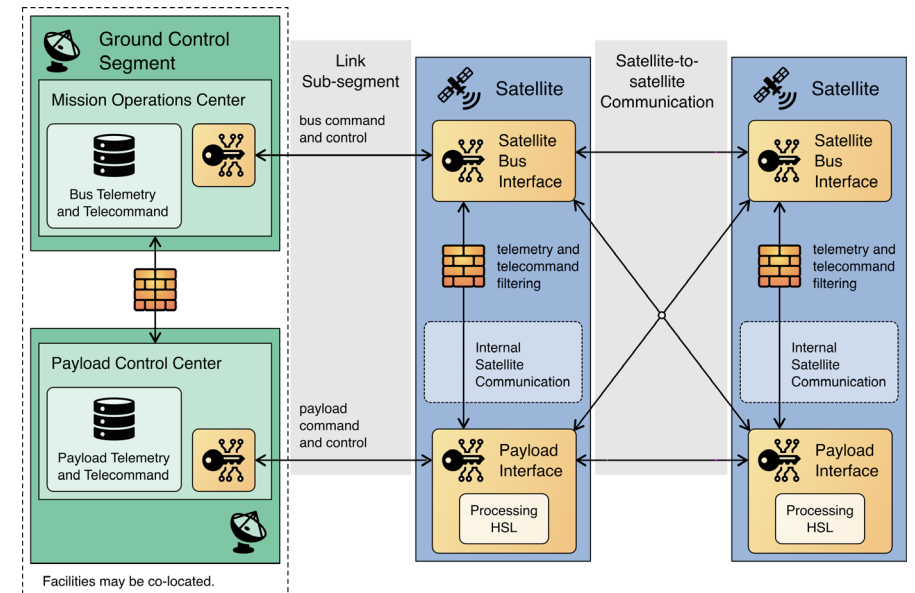 Ground Control
Segment
Mission Operations Center
Bus Telemetry
and Telecommand
Payload Control Center
Payload Telemetry
and Telecommand
Facilities may be co-located.
Link
Sub-segment
bus command
and control
payload
command
and control
Satellite
Satellite
Bus
Interface
telemetry and
telecommand
filtering
Internal
Satellite
Communication
Payload
Interface
Processing
HSL
Satellite-to-
satellite
Communication
Satellite
Satellite
Bus
Interface
telemetry and
telecommand
filtering
Internal
Satellite
Communication
Payload
Interface
Processing
HSL